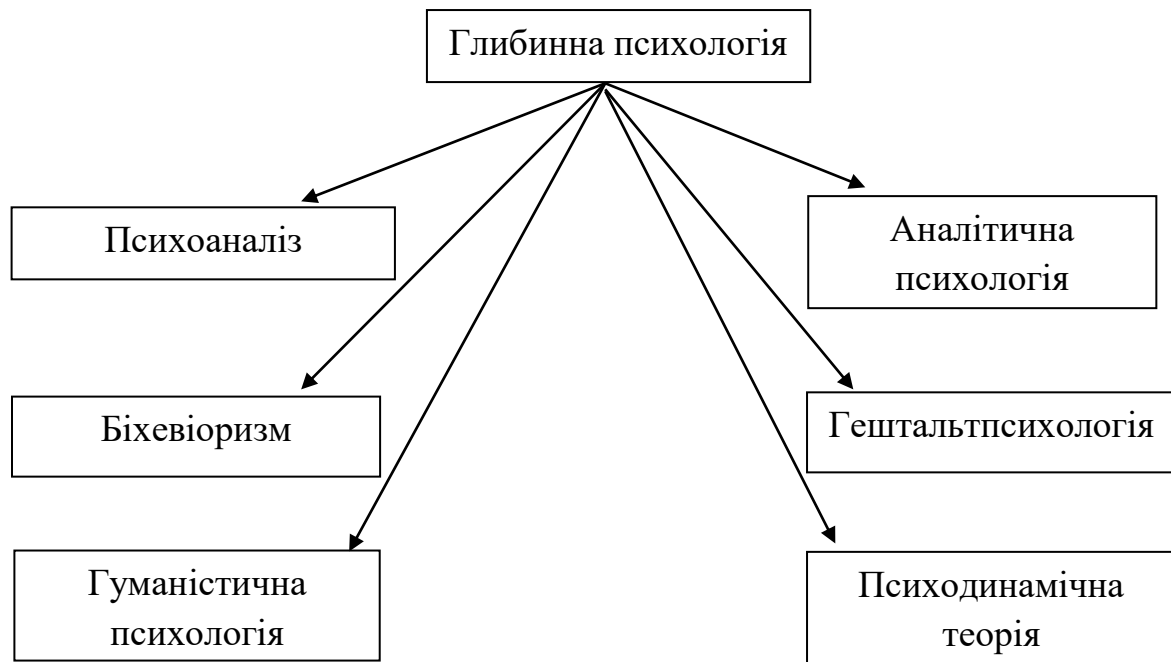 Глибинна психологія
Психоаналіз
Аналітична
психологія
Біхевіоризм
Гештальтпсихологія
Гуманістична
психологія
Психодинамічна
теорія